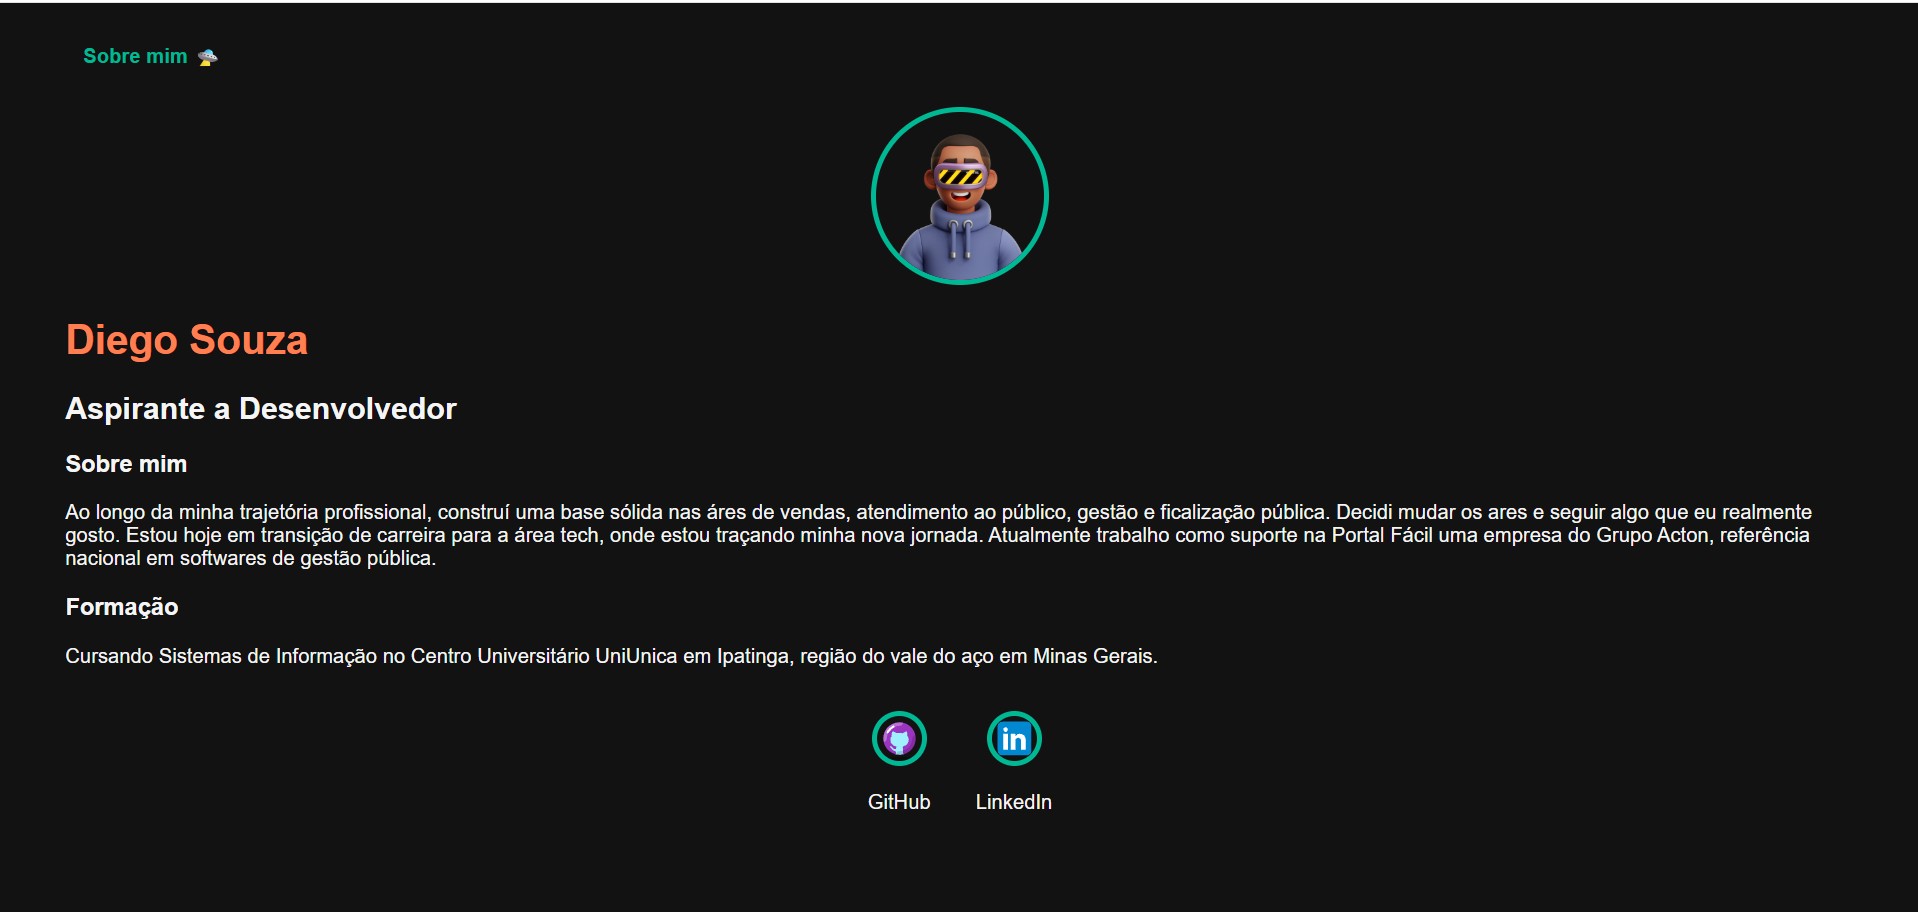 Sobre mim 🛸
Diego Souza
Aspirante a Desenvolvedor
Sobre mim
Ao longo da minha trajetória profissional, construí uma base sólida nas áres de vendas, atendimento ao público, gestão e ficalização pública. Decidi mudar os ares e seguir algo que eu realmente
gosto. Estou hoje em transição de carreira para a área tech, onde estou traçando minha nova jornada. Atualmente trabalho como suporte na Portal Fácil uma empresa do Grupo Acton, referência
nacional em softwares de gestão pública.
Formação
Cursando Sistemas de Informação no Centro Universitário UniUnica em Ipatinga, região do vale do aço em Minas Gerais.
in
GitHub LinkedIn